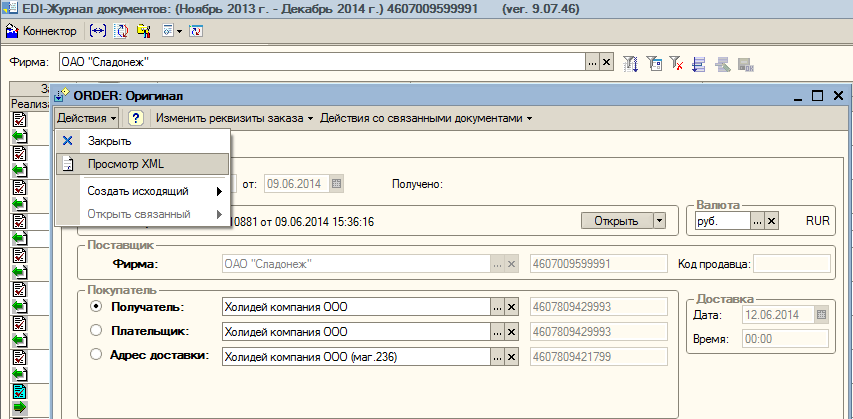 EDI-Журнал документов: (Ноябрь 2013 г. - Декабрь 2014 г.) 4607009599991 (ver. 9.07.46)
Коннектор
Фирма: ОАО "Сладонеж" ... ×
ORDER: Оригинал
Реализа
Действия ? Изменить реквизиты заказа Действия со связанными документами
Закрыть
Просмотр XML
Создать исходящий
Открыть связанный
от: 09.06.2014 Получено:
10881 от 09.06.2014 15:36:16 Открыть
Валюта
руб. ... × RUR
Поставщик
Фирма: ОАО "Сладонеж" ... × 4607009599991 Код продавца:
Покупатель
Получатель: Холидей компания ООО ... × 4607809429993
Плательщик: Холидей компания ООО ... × 4607809429993
Адрес доставки: Холидей компания ООО (маг.236) ... × 4607809421799
Доставка
Дата: 12.06.2014
Время: 00:00